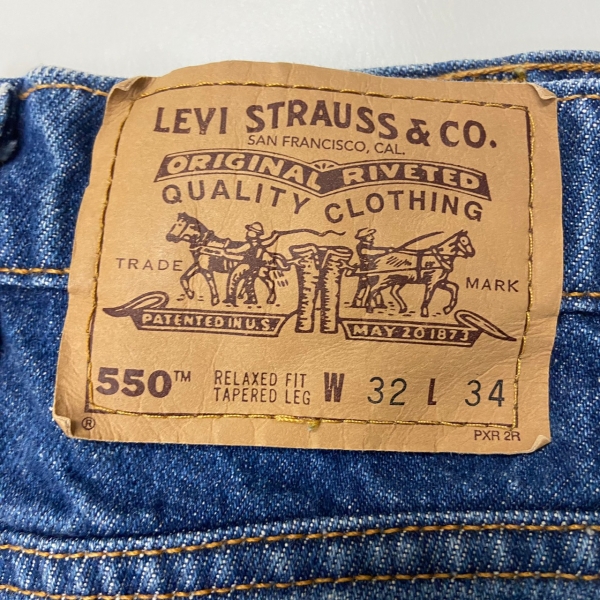 LEVI STRAUSS & CO.
SAN FRANCISCO, CAL.
ORIGINAL RIVETED
QUALITY CLOTHING
TRADE MARK
PATENTED IN U.S. MAY 20 1873
550™ RELAXED FIT W 32 L 34
TAPERED LEG
® PXR 2R